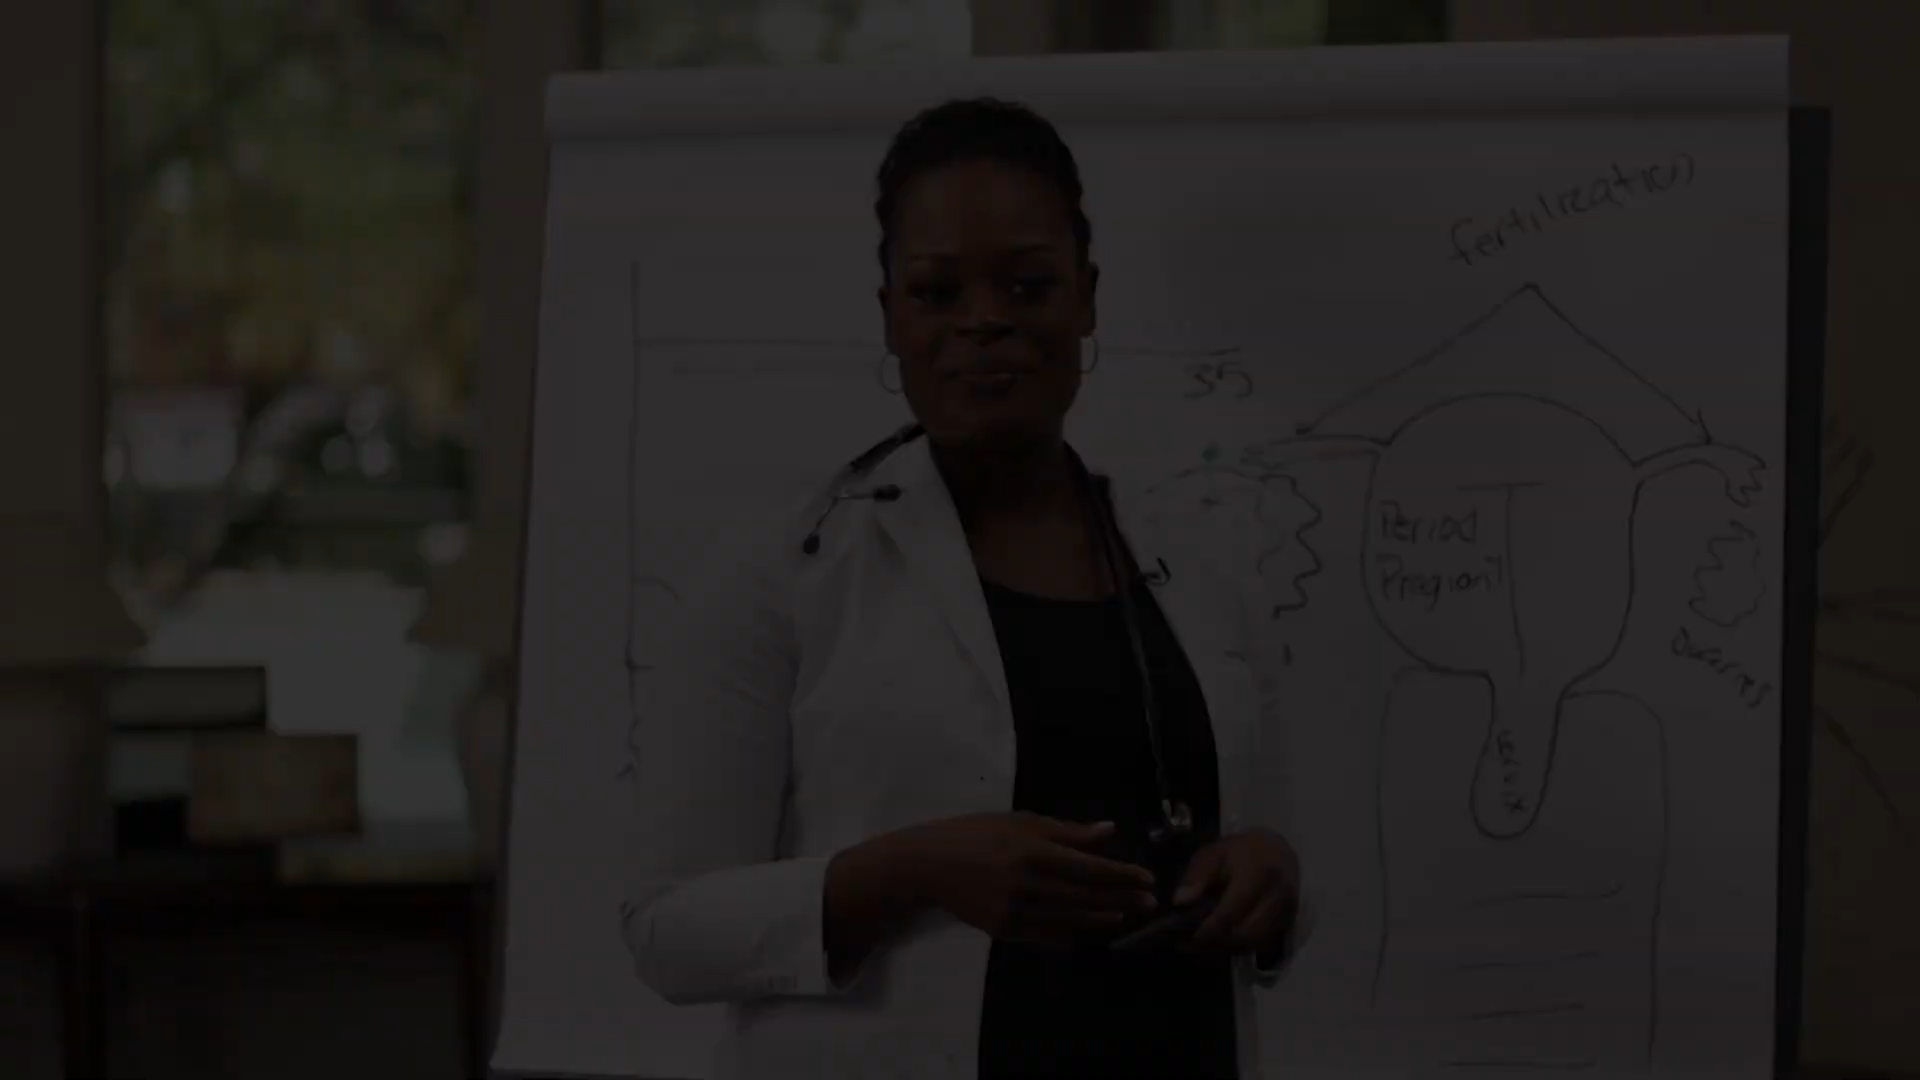 fertilization
35
Period
Pregnant
Ovaries
Cervix